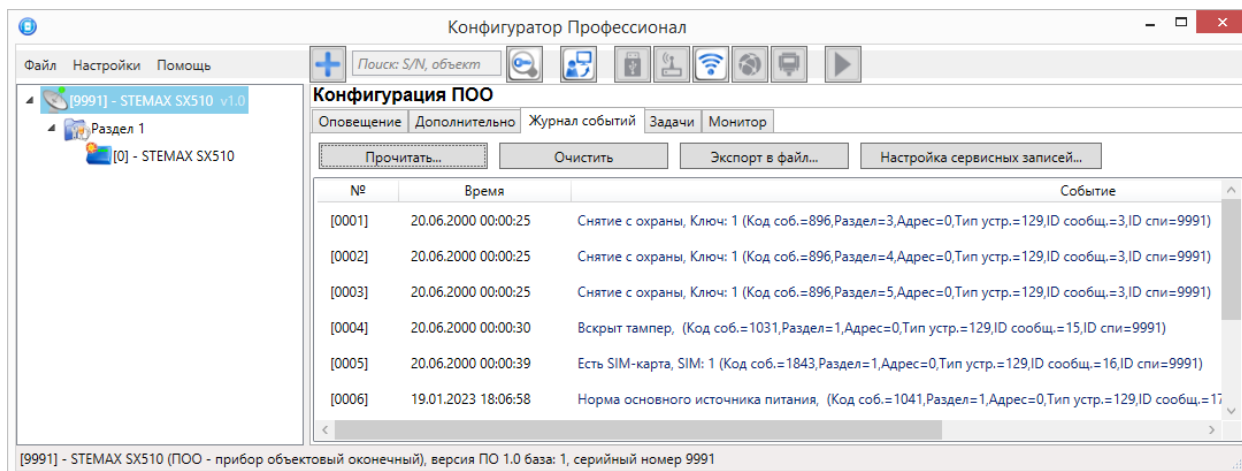 Конфигуратор Профессионал
Файл Настройки Помощь
Поиск: S/N, объект
[9991] - STEMAX SX510 v1.0
Раздел 1
[0] - STEMAX SX510
Конфигурация ПОО
Оповещение Дополнительно Журнал событий Задачи Монитор
Прочитать... Очистить Экспорт в файл... Настройка сервисных записей...
№ Время Событие
[0001] 20.06.2000 00:00:25 Снятие с охраны, Ключ: 1 (Код соб.=896,Раздел=3,Адрес=0,Тип устр.=129,ID сообщ.=3,ID спи=9991)
[0002] 20.06.2000 00:00:25 Снятие с охраны, Ключ: 1 (Код соб.=896,Раздел=4,Адрес=0,Тип устр.=129,ID сообщ.=3,ID спи=9991)
[0003] 20.06.2000 00:00:25 Снятие с охраны, Ключ: 1 (Код соб.=896,Раздел=5,Адрес=0,Тип устр.=129,ID сообщ.=3,ID спи=9991)
[0004] 20.06.2000 00:00:30 Вскрыт тампер, (Код соб.=1031,Раздел=1,Адрес=0,Тип устр.=129,ID сообщ.=15,ID спи=9991)
[0005] 20.06.2000 00:00:39 Есть SIM-карта, SIM: 1 (Код соб.=1843,Раздел=1,Адрес=0,Тип устр.=129,ID сообщ.=16,ID спи=9991)
[0006] 19.01.2023 18:06:58 Норма основного источника питания, (Код соб.=1041,Раздел=1,Адрес=0,Тип устр.=129,ID сообщ.=17
[9991] - STEMAX SX510 (ПОО - прибор объектовый оконечный), версия ПО 1.0 база: 1, серийный номер 9991